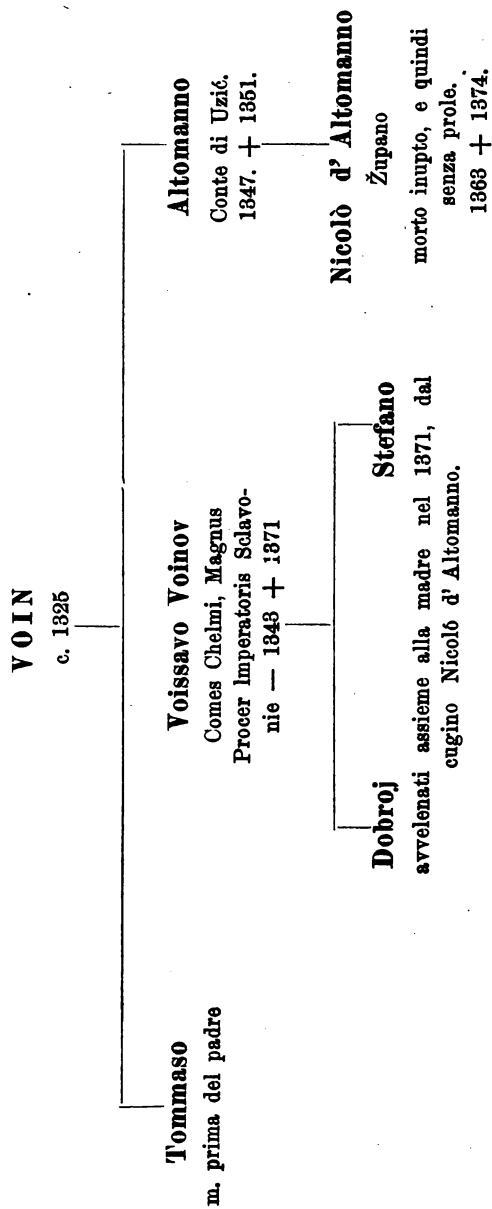 VOIN
c. 1325
Tommaso
m. prima del padre
Voissavo Voinov
Comes Chelmi, Magnus
Procer Imperatoris Sclavo-
nie — 1343 + 1371
Altomanno
Conte di Uzić.
1347. + 1351.
Dobroj
Stefano
avvelenati assieme alla madre nel 1371, dal
cugino Nicoló d' Altomanno.
Nicolò d' Altomanno
Župano
morto inupto, e quindi
senza prole.
1363 + 1374.